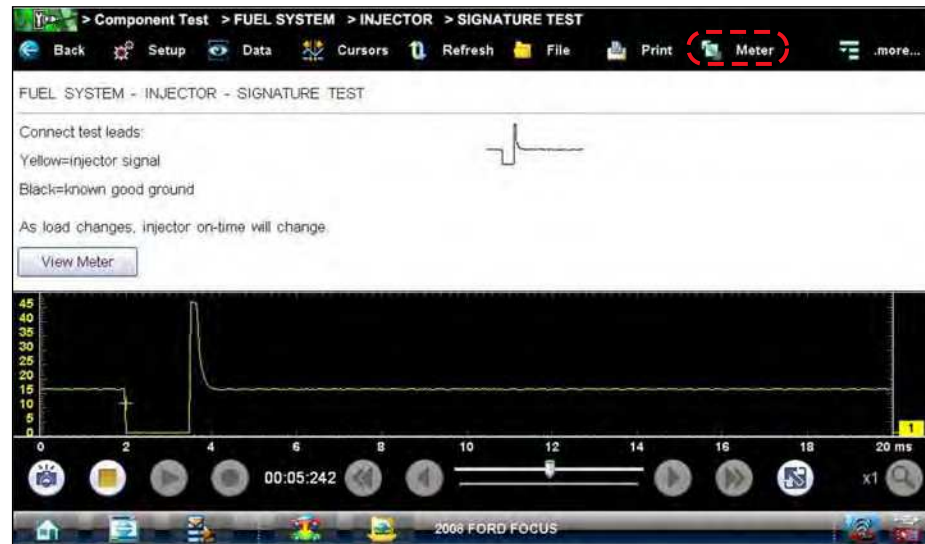 > Component Test > FUEL SYSTEM > INJECTOR > SIGNATURE TEST
Back Setup Data Cursors Refresh File Print Meter .more...
FUEL SYSTEM - INJECTOR - SIGNATURE TEST
Connect test leads:
Yellow=injector signal
Black=known good ground
As load changes, injector on-time will change.
View Meter
45
40
35
30
25
20
15
10
5
0
1
0 2 4 6 8 10 12 14 16 18 20 ms
00:05:242 x1
2008 FORD FOCUS